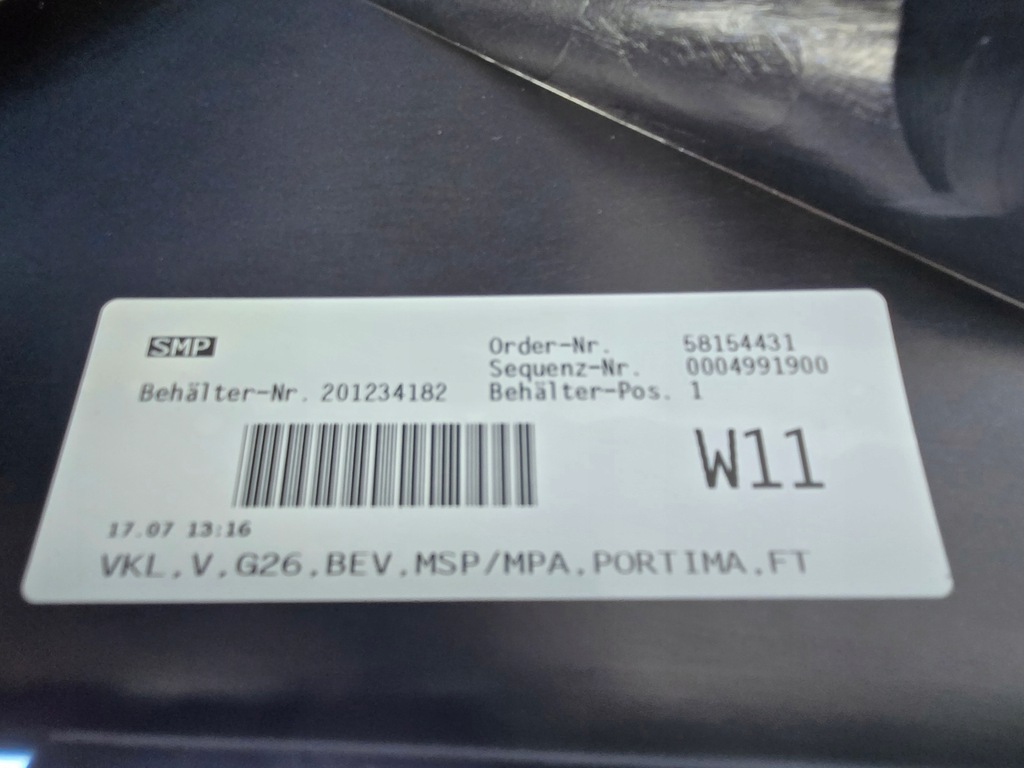 SMP
Order-Nr. 58154431
Sequenz-Nr. 0004991900
Behälter-Nr. 201234182 Behälter-Pos. 1
W11
17.07 13:16
VKL,V,G26,BEV,MSP/MPA,PORTIMA,FT